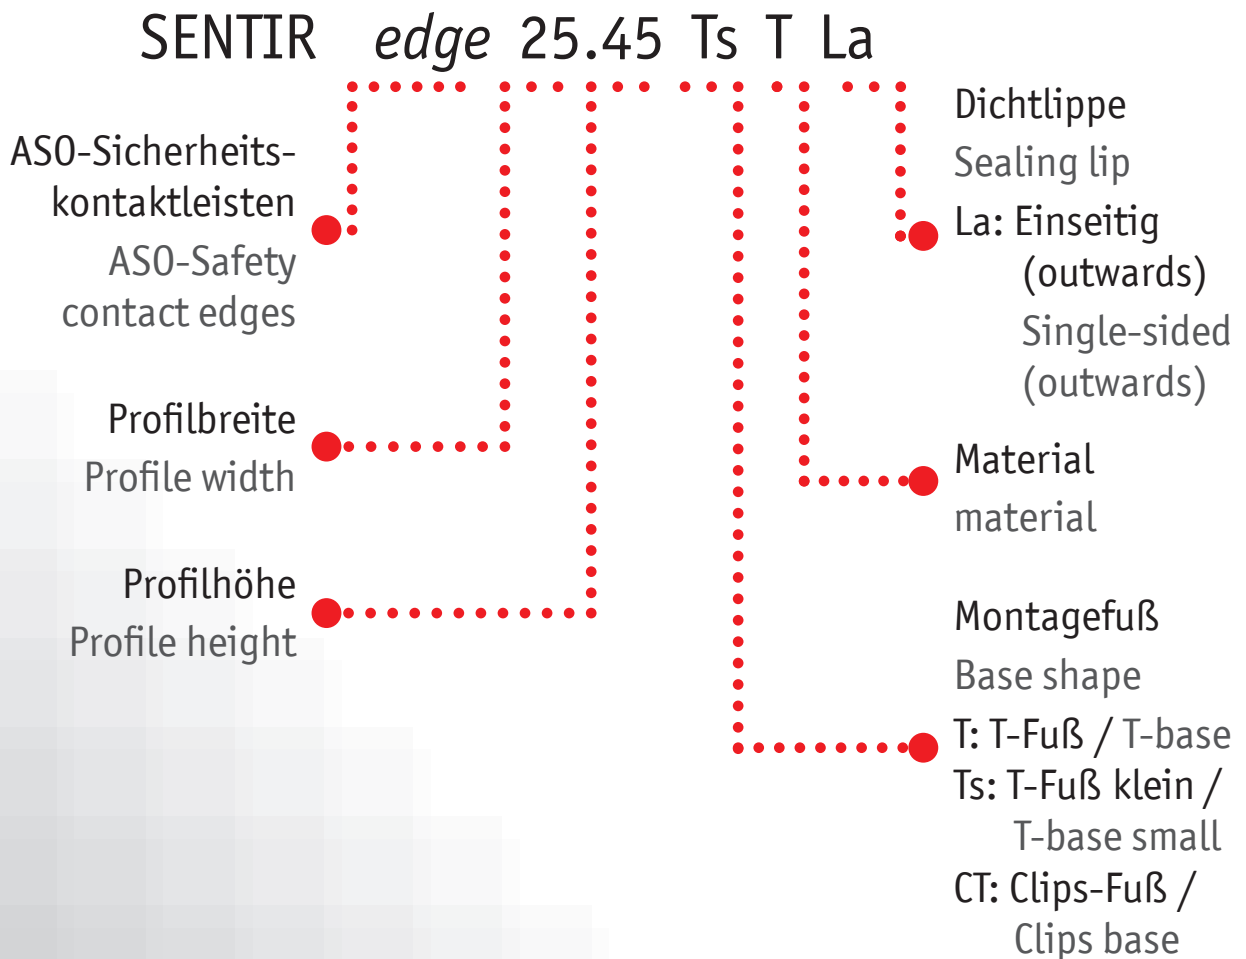 SENTIR edge 25.45 Ts T La
ASO-Sicherheits-
kontaktleisten
ASO-Safety
contact edges
Profilbreite
Profile width
Profilhöhe
Profile height
Dichtlippe
Sealing lip
La: Einseitig
(outwards)
Single-sided
(outwards)
Material
material
Montagefuß
Base shape
T: T-Fuß / T-base
Ts: T-Fuß klein /
T-base small
CT: Clips-Fuß /
Clips base